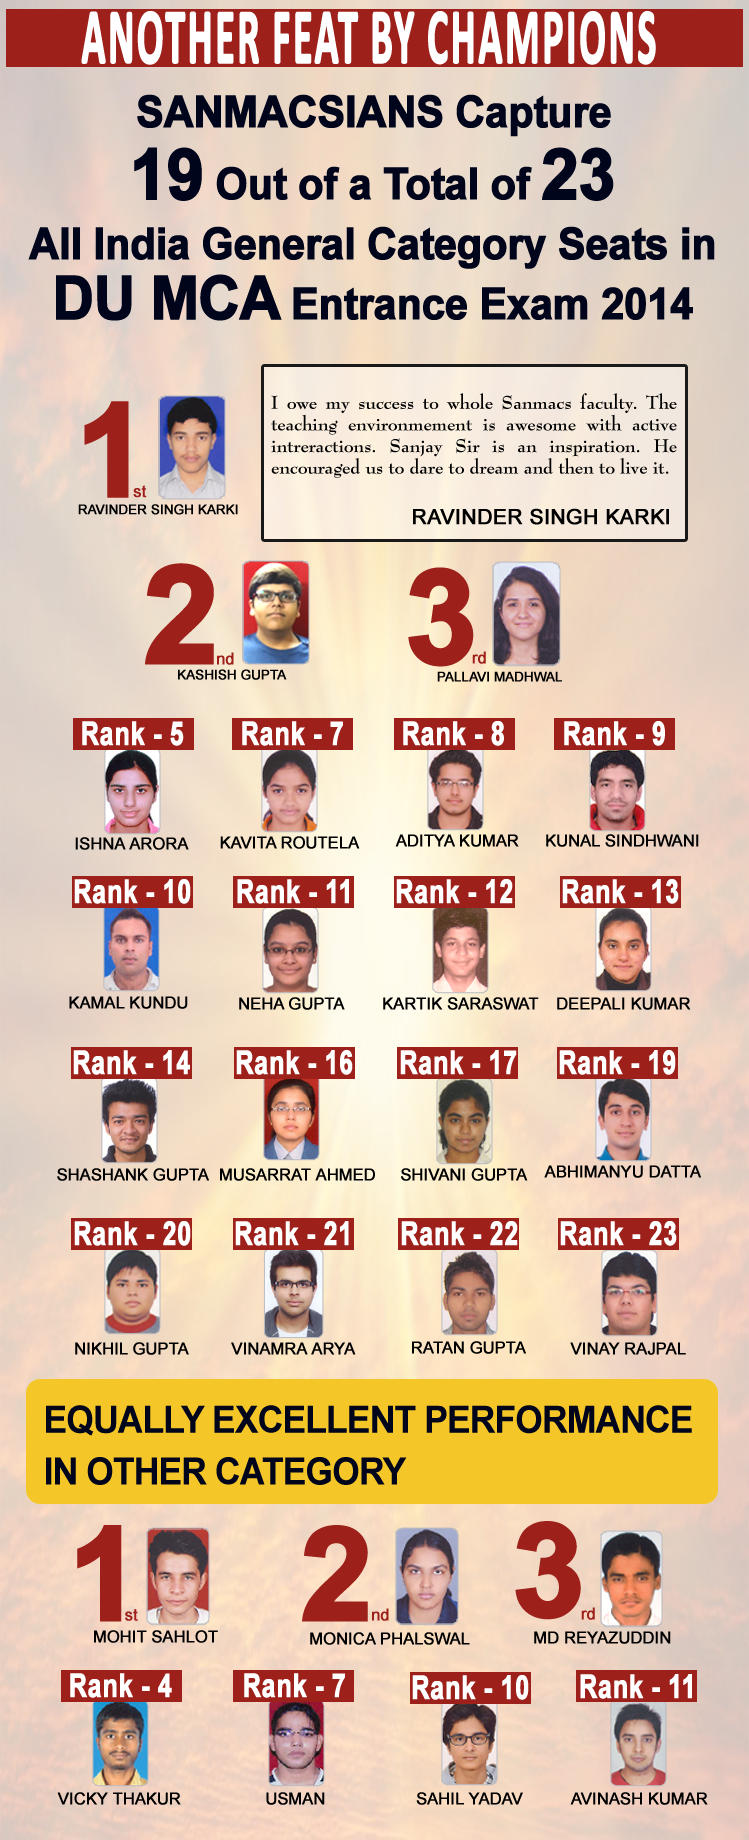 ANOTHER FEAT BY CHAMPIONS
SANMACSIANS Capture
19 Out of a Total of 23
All India General Category Seats in
DU MCA Entrance Exam 2014
1st
RAVINDER SINGH KARKI
I owe my success to whole Sanmacs faculty. The
teaching environmement is awesome with active
intreractions. Sanjay Sir is an inspiration. He
encouraged us to dare to dream and then to live it.
RAVINDER SINGH KARKI
2nd
KASHISH GUPTA
3rd
PALLAVI MADHWAL
Rank - 5
ISHNA ARORA
Rank - 7
KAVITA ROUTELA
Rank - 8
ADITYA KUMAR
Rank - 9
KUNAL SINDHWANI
Rank - 10
KAMAL KUNDU
Rank - 11
NEHA GUPTA
Rank - 12
KARTIK SARASWAT
Rank - 13
DEEPALI KUMAR
Rank - 14
SHASHANK GUPTA
Rank - 16
MUSARRAT AHMED
Rank - 17
SHIVANI GUPTA
Rank - 19
ABHIMANYU DATTA
Rank - 20
NIKHIL GUPTA
Rank - 21
VINAMRA ARYA
Rank - 22
RATAN GUPTA
Rank - 23
VINAY RAJPAL
EQUALLY EXCELLENT PERFORMANCE
IN OTHER CATEGORY
1st
MOHIT SAHLOT
2nd
MONICA PHALSWAL
3rd
MD REYAZUDDIN
Rank - 4
VICKY THAKUR
Rank - 7
USMAN
Rank - 10
SAHIL YADAV
Rank - 11
AVINASH KUMAR